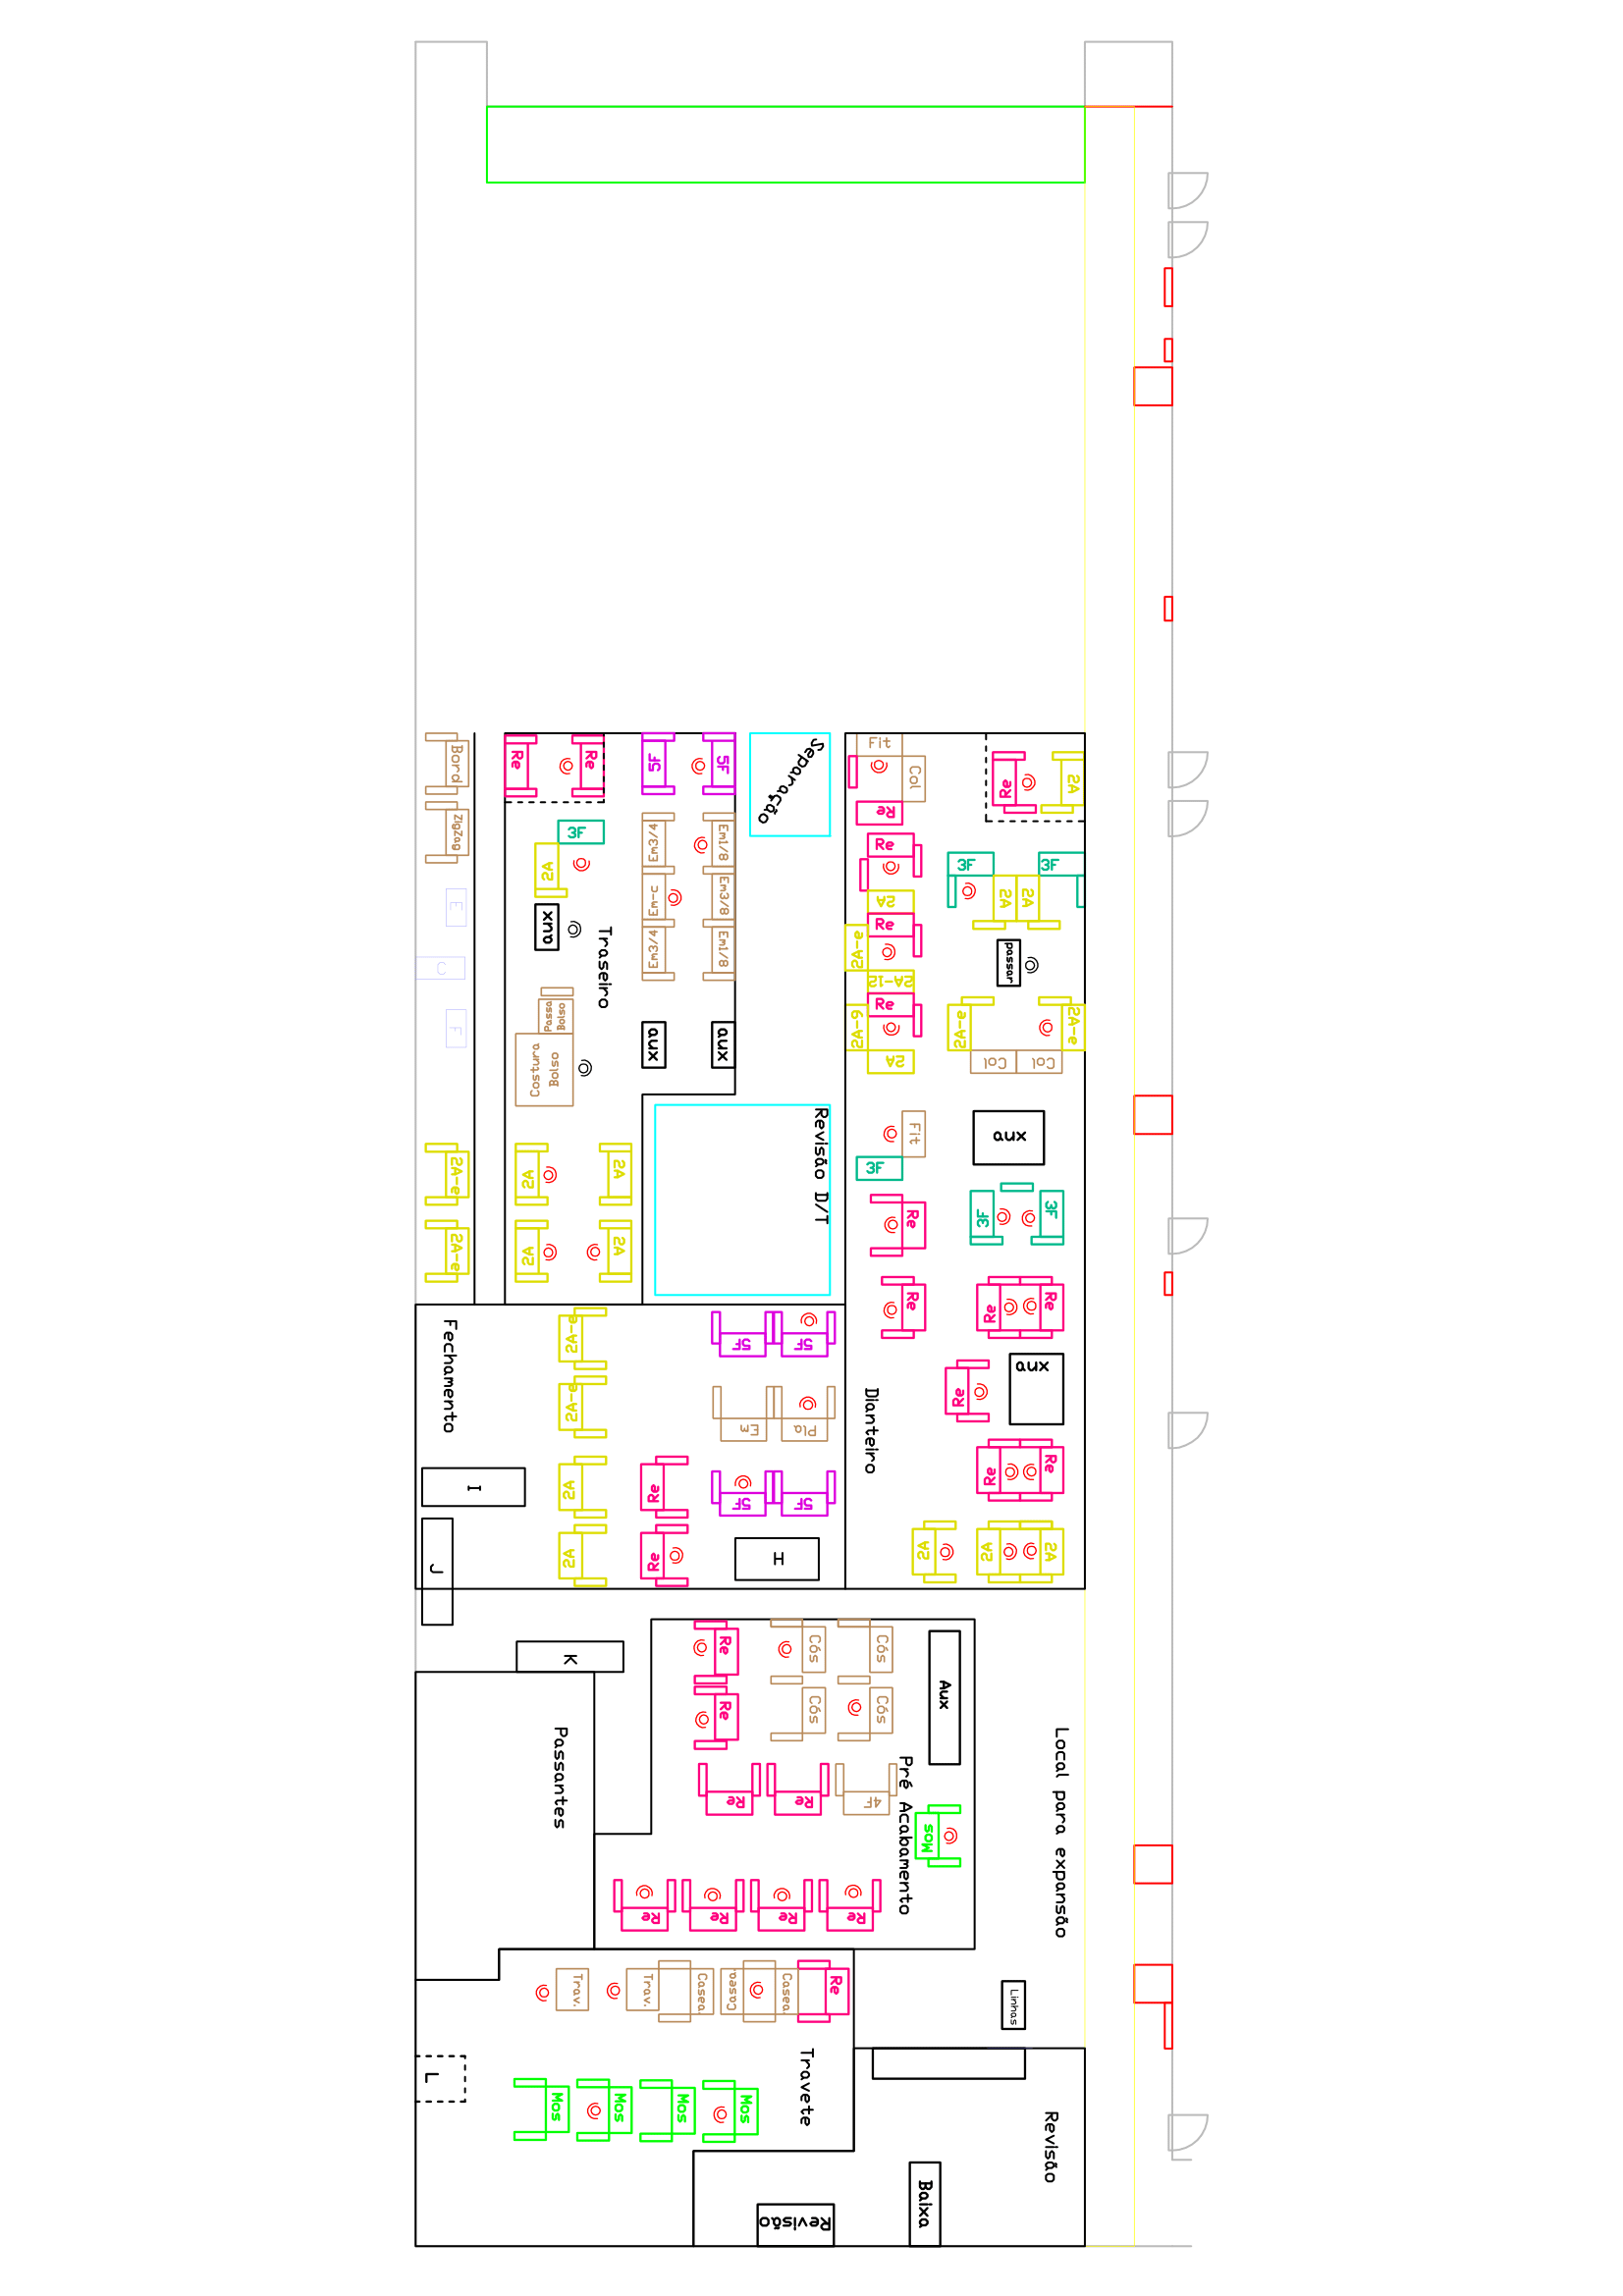 Bord
Zigzag
E
C
F
2A-e
2A-e
Re
Re
3F
2A
aux
Traseiro
Passa
Bolso
Costura
Bolso
2A
2A
2A
2A
5F
5F
Em3/4
Em1/8
Em-c
Em3/8
Em3/4
Em1/8
aux
aux
Separação
Revisão D/T
Fit
Col
Re
Re
2A
Re
2A-e
2A-12
Re
2A-9
2A
Re
2A
3F
3F
2A
2A
passar
2A-e
2A-e
Col
Col
Fit
3F
aux
Re
3F
3F
Re
Re
Re
aux
Re
Dianteiro
Re
Re
2A
2A
2A
Fechamento
2A-e
2A-e
2A
2A
5F
5F
Em
Pla
Re
5F
5F
Re
H
I
J
K
Passantes
Re
Cós
Cós
Re
Cós
Cós
Aux
Re
Re
4F
Pré Acabamento
Mos
Re
Re
Re
Re
Local para expansão
Linhas
Trav.
Trav.
Casea.
Casea.
Casea.
Re
Travete
L
Mos
Mos
Mos
Mos
Revisão
Baixa
Revisão